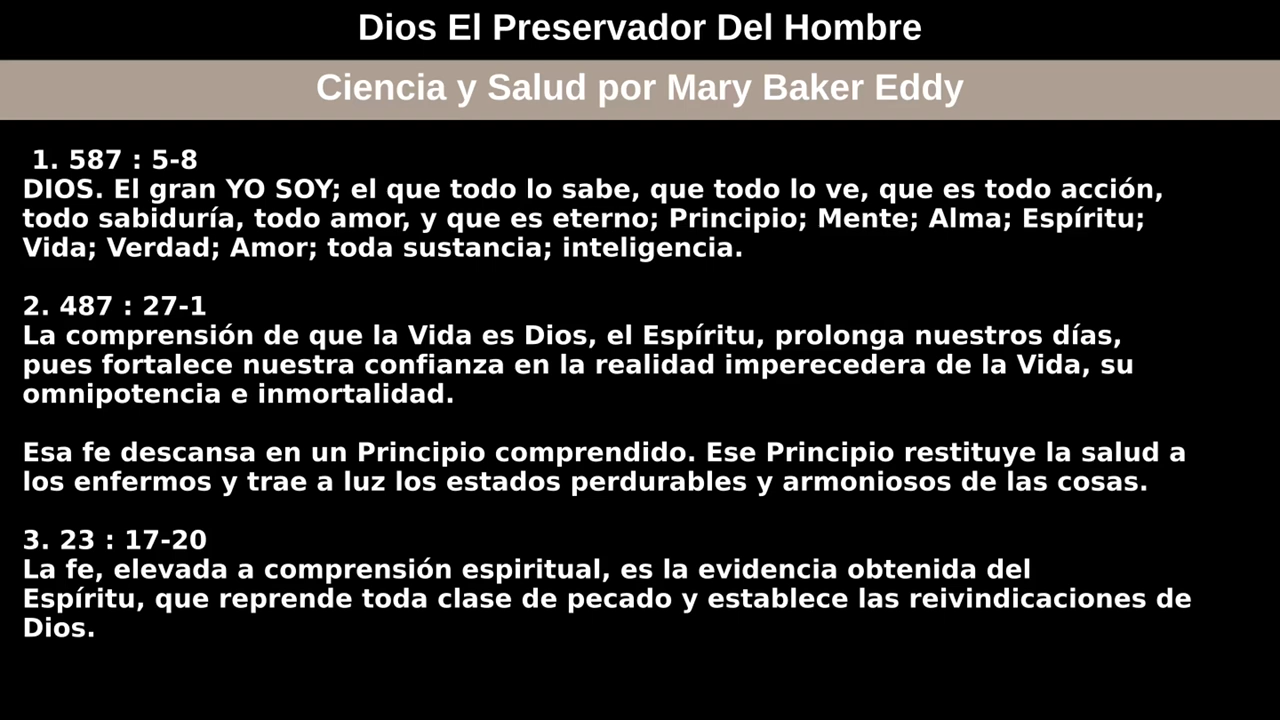 Dios El Preservador Del Hombre
Ciencia y Salud por Mary Baker Eddy
1. 587 : 5-8
DIOS. El gran YO SOY; el que todo lo sabe, que todo lo ve, que es todo acción,
todo sabiduría, todo amor, y que es eterno; Principio; Mente; Alma; Espíritu;
Vida; Verdad; Amor; toda sustancia; inteligencia.
2. 487 : 27-1
La comprensión de que la Vida es Dios, el Espíritu, prolonga nuestros días,
pues fortalece nuestra confianza en la realidad imperecedera de la Vida, su
omnipotencia e inmortalidad.
Esa fe descansa en un Principio comprendido. Ese Principio restituye la salud a
los enfermos y trae a luz los estados perdurables y armoniosos de las cosas.
3. 23 : 17-20
La fe, elevada a comprensión espiritual, es la evidencia obtenida del
Espíritu, que reprende toda clase de pecado y establece las reivindicaciones de
Dios.